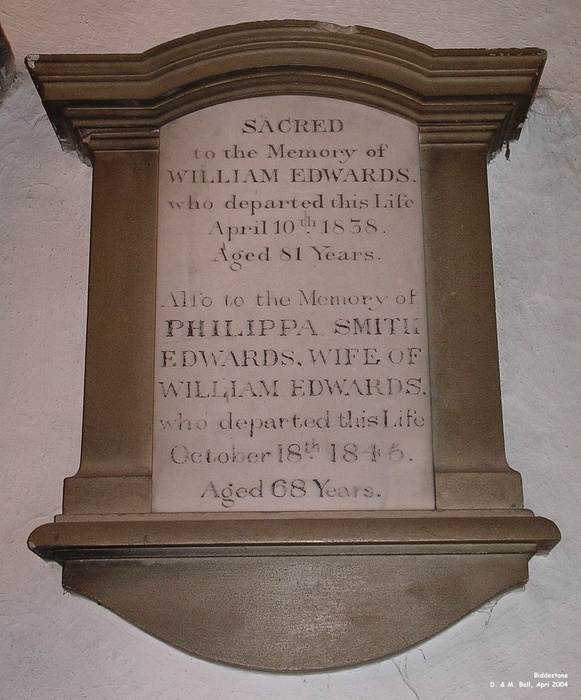 SACRED
to the Memory of
WILLIAM EDWARDS.
who departed this Life
April 10th 1838.
Aged 81 Years.
Alſo to the Memory of
PHILIPPA SMITH
EDWARDS, WIFE OF
WILLIAM EDWARDS.
who departed this Life
October 18th 1845.
Aged 68 Years.
Biddestone
D. & M. Ball, Apri 2004